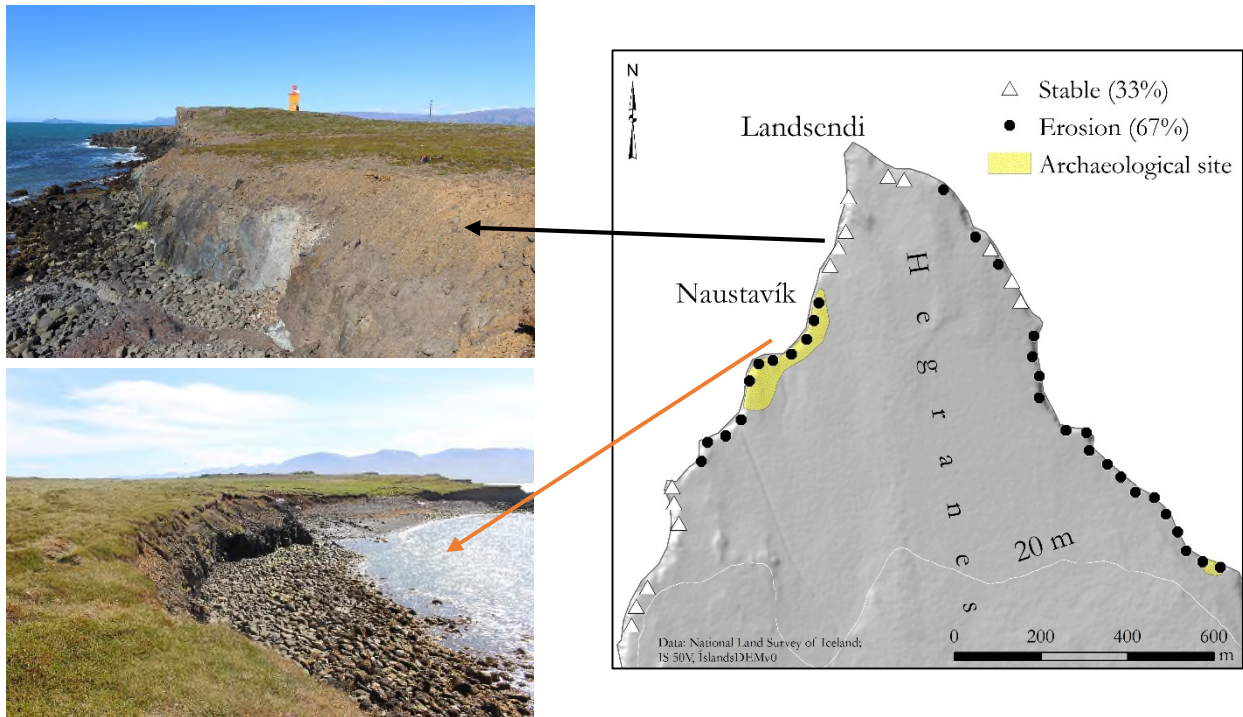 N
Stable (33%)
Erosion (67%)
Archaeological site
Landsendi
Naustavík
Hegranes
20 m
Data: National Land Survey of Iceland;
IS 50V, ÍslandsDEMv0
0 200 400 600
m